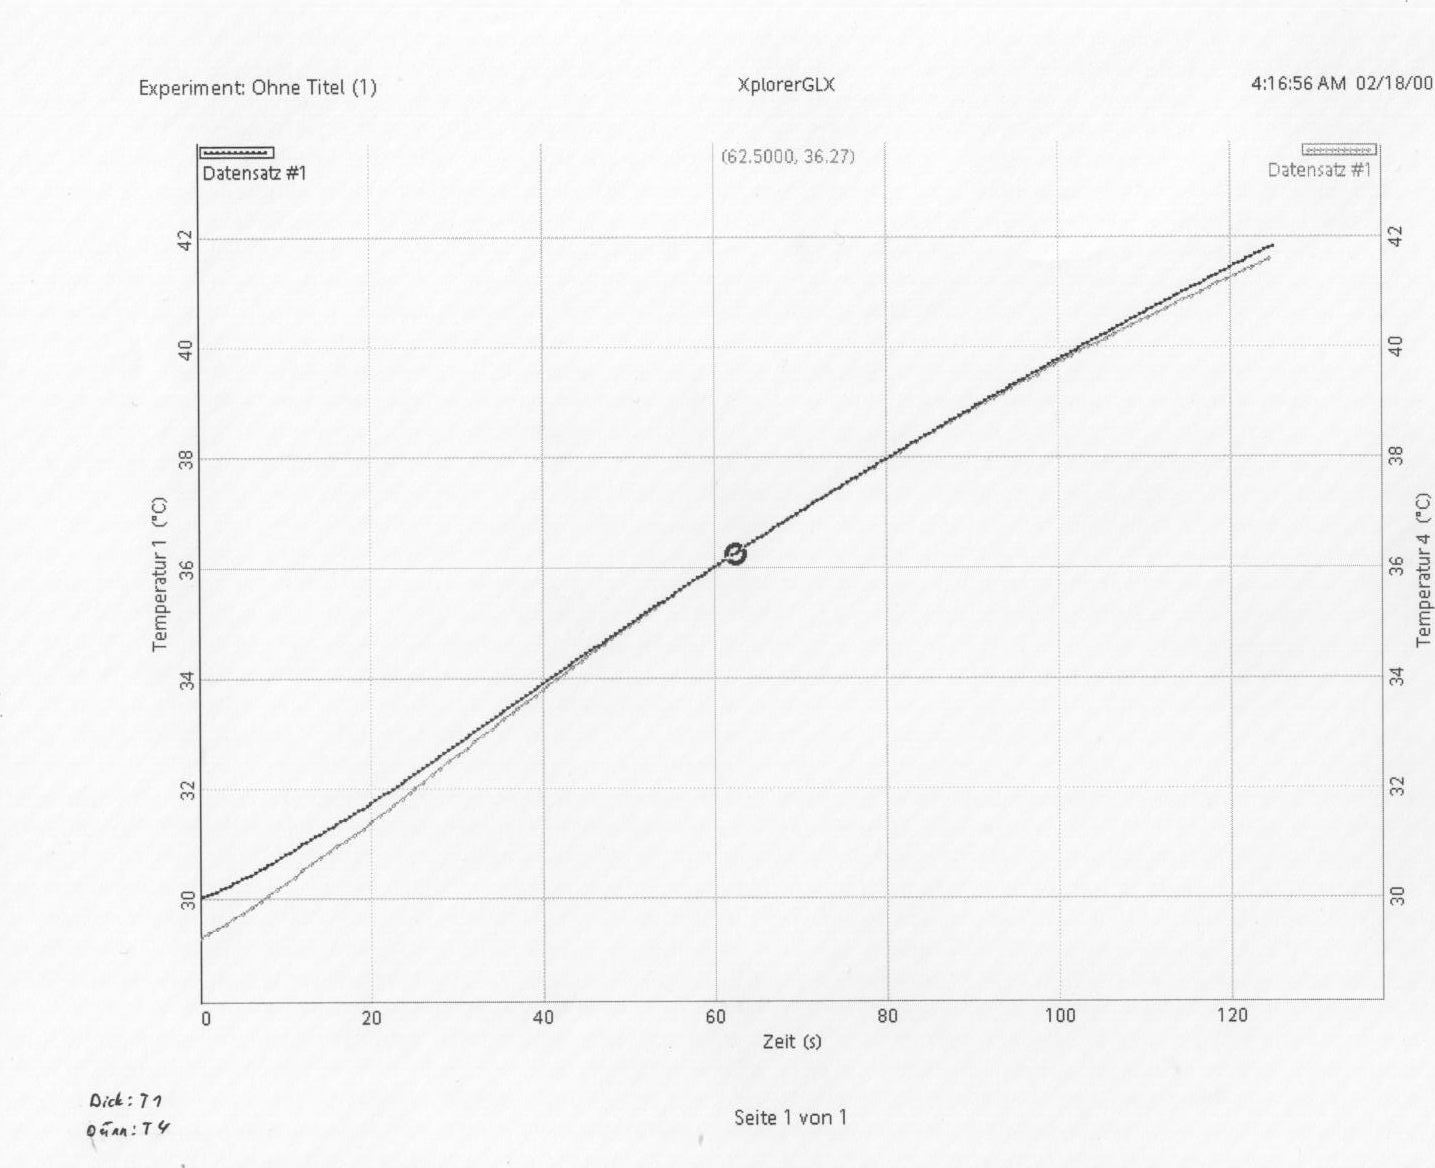 Experiment: Ohne Titel (1) XplorerGLX 4:16:56 AM 02/18/00
Datensatz #1 (62.5000, 36.27) Datensatz #1
42 42
40 40
38 38
36 36
34 34
32 32
30 30
Temperatur 1 (°C)
Temperatur 4 (°C)
0 20 40 60 80 100 120
Zeit (s)
Dick: T1
Dünn: T4
Seite 1 von 1